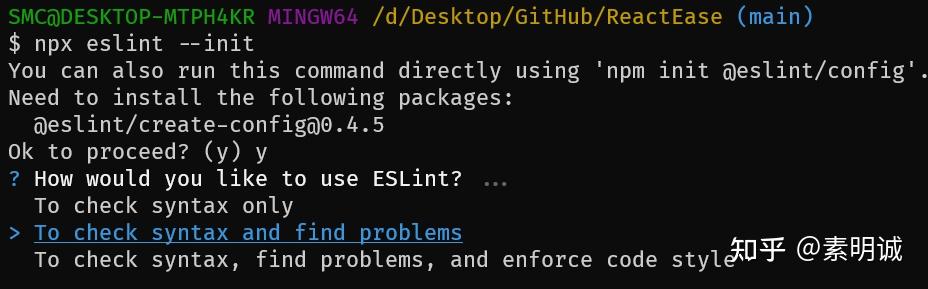 SMC@DESKTOP-MTPH4KR MINGW64 /d/Desktop/GitHub/ReactEase (main)
$ npx eslint --init
You can also run this command directly using 'npm init @eslint/config'.
Need to install the following packages:
  @eslint/create-config@0.4.5
Ok to proceed? (y) y
? How would you like to use ESLint? ...
  To check syntax only
> To check syntax and find problems
  To check syntax, find problems, and enforce code style
知乎 @素明诚